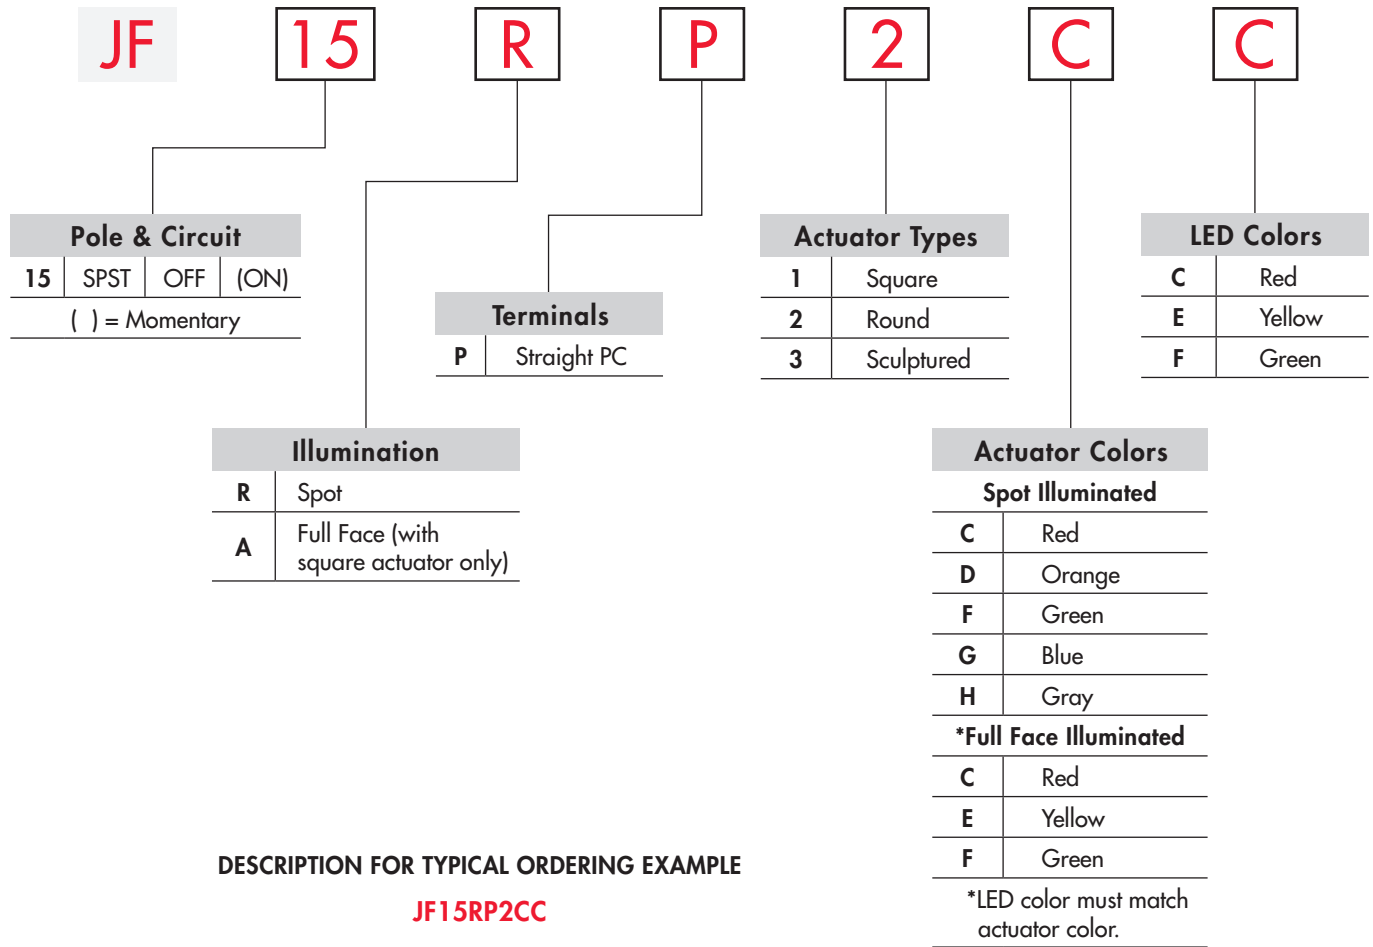 JF 15 R P 2 C C
Pole & Circuit
15 SPST OFF (ON)
( ) = Momentary
Illumination
R Spot
A Full Face (with
square actuator only)
Terminals
P Straight PC
Actuator Types
1 Square
2 Round
3 Sculptured
Actuator Colors
Spot Illuminated
C Red
D Orange
F Green
G Blue
H Gray
*Full Face Illuminated
C Red
E Yellow
F Green
*LED color must match
actuator color.
LED Colors
C Red
E Yellow
F Green
DESCRIPTION FOR TYPICAL ORDERING EXAMPLE
JF15RP2CC